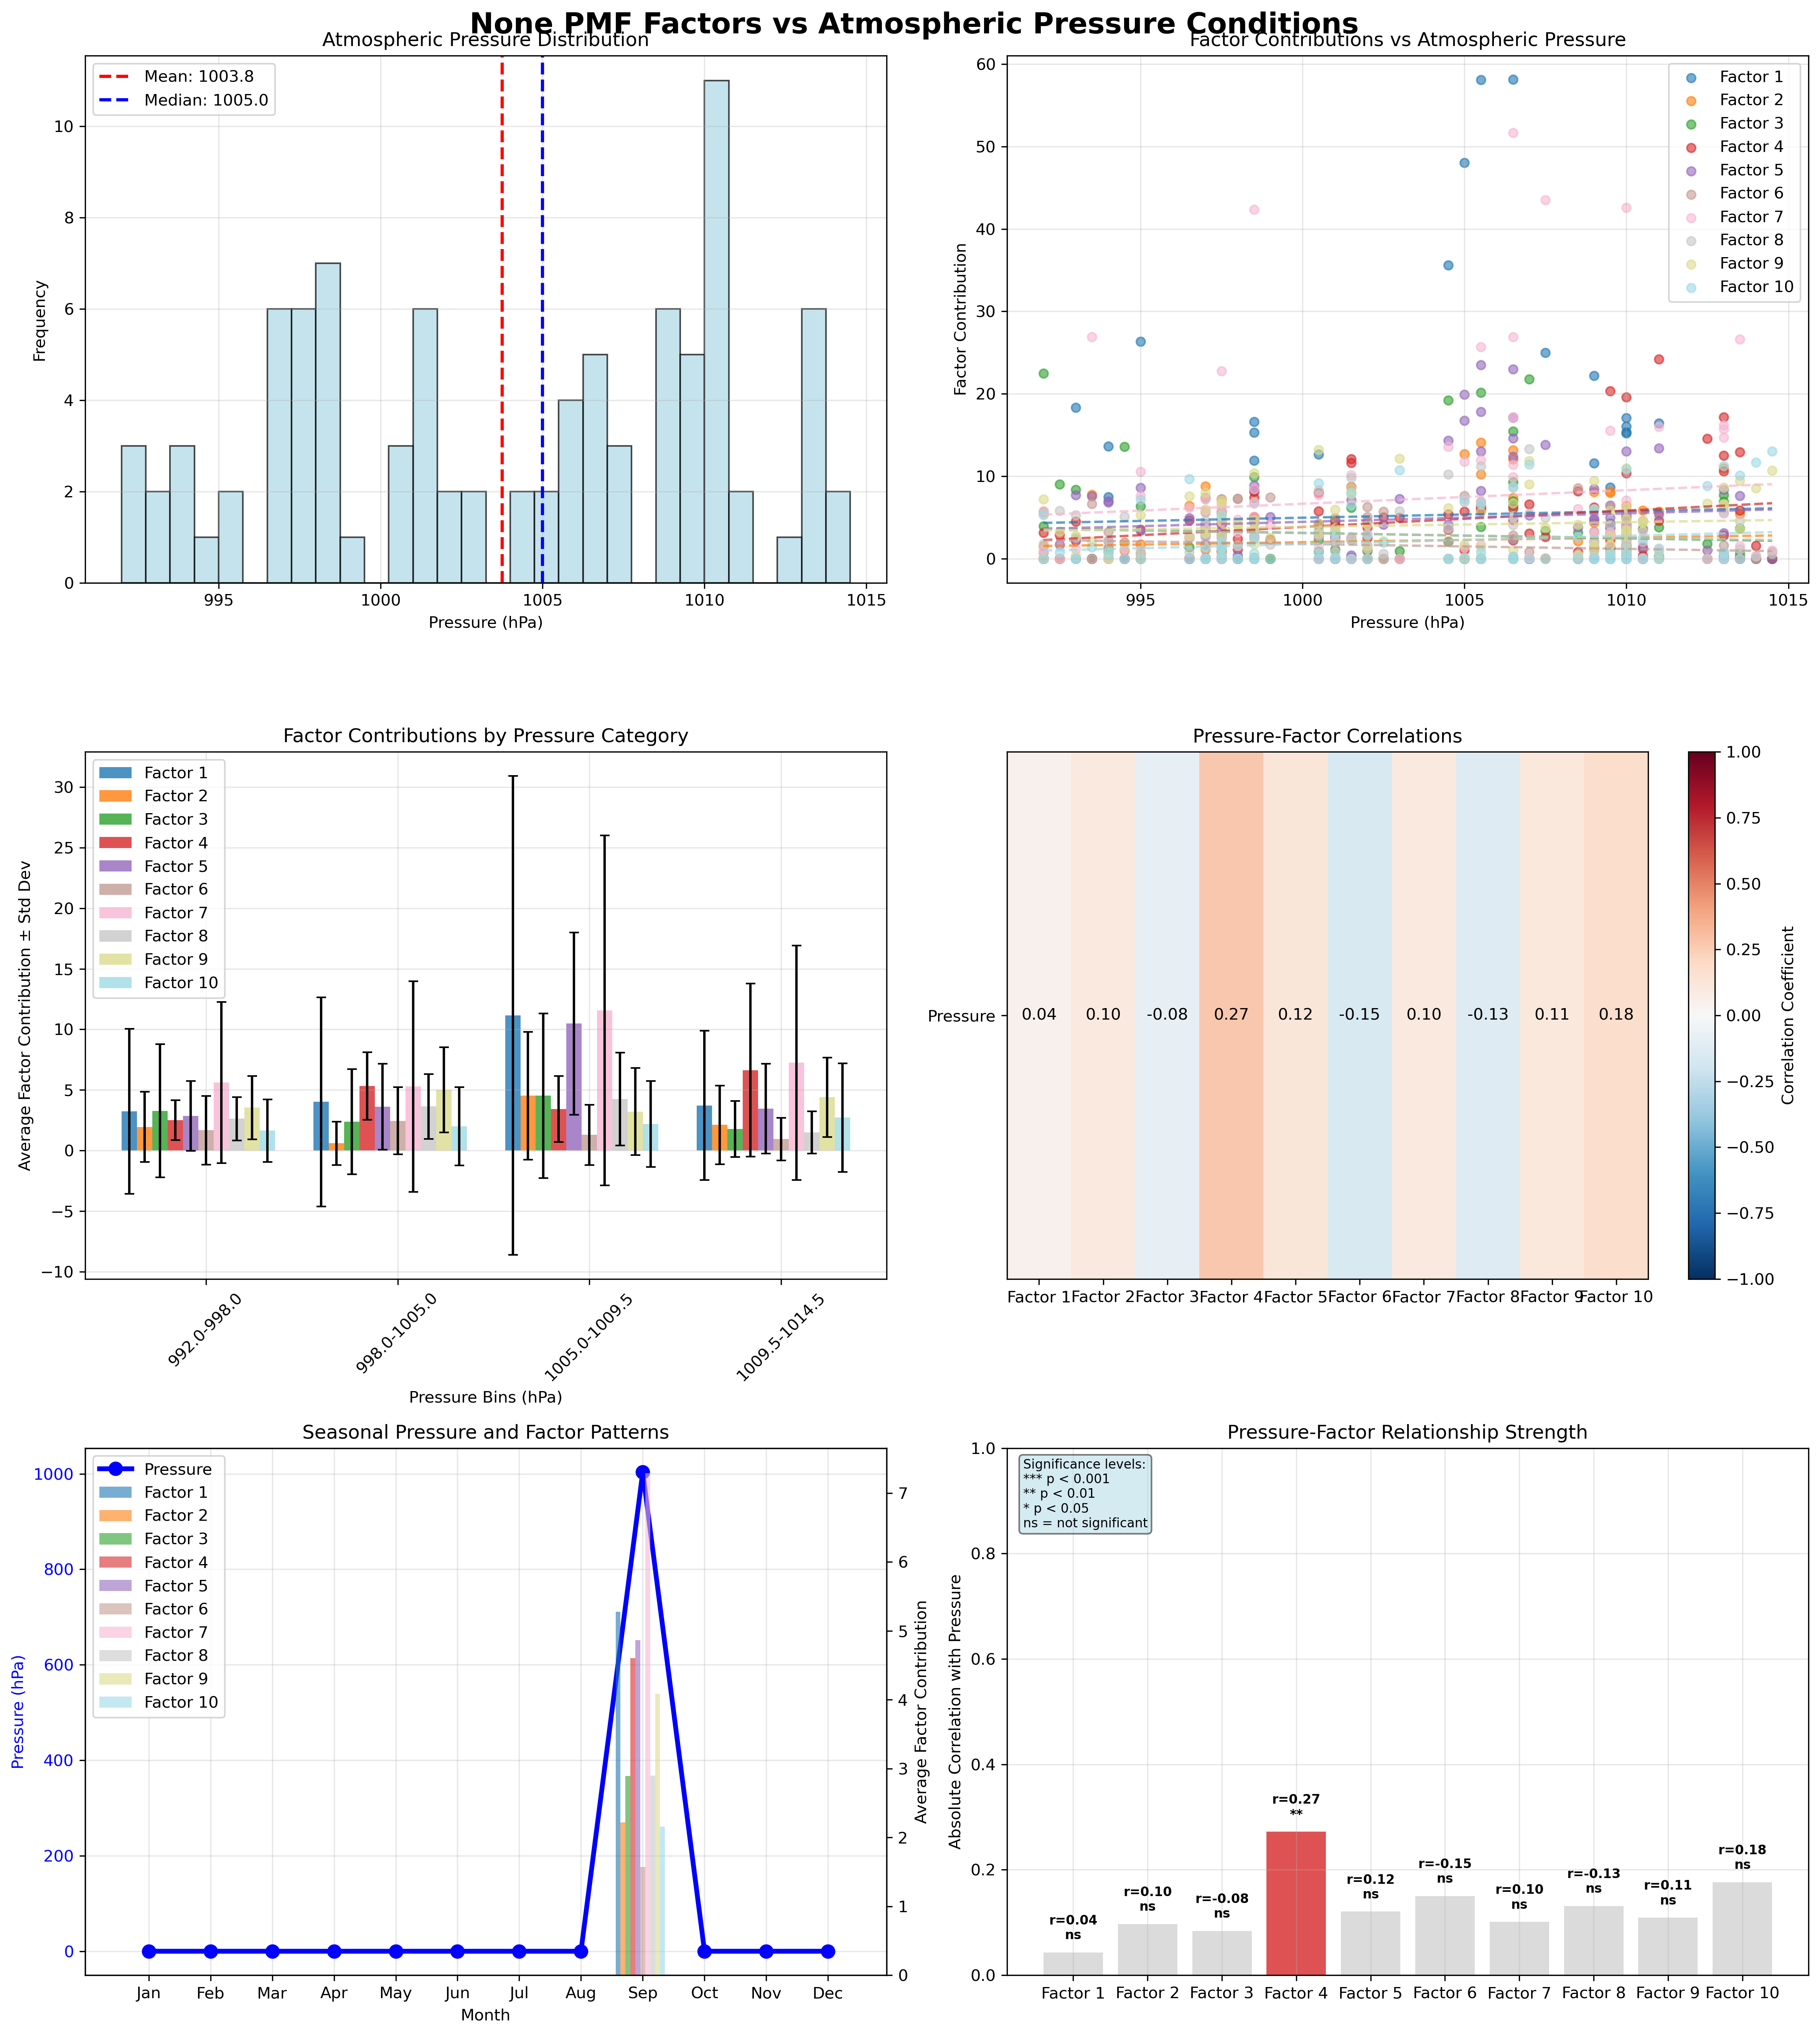 None PMF Factors vs Atmospheric Pressure Conditions
Atmospheric Pressure Distribution
Mean: 1003.8
Median: 1005.0
Frequency
10
8
6
4
2
0
995
1000
1005
1010
1015
Pressure (hPa)
Factor Contributions vs Atmospheric Pressure
Factor 1
Factor 2
Factor 3
Factor 4
Factor 5
Factor 6
Factor 7
Factor 8
Factor 9
Factor 10
Factor Contribution
60
50
40
30
20
10
0
995
1000
1005
1010
1015
Pressure (hPa)
Factor Contributions by Pressure Category
Factor 1
Factor 2
Factor 3
Factor 4
Factor 5
Factor 6
Factor 7
Factor 8
Factor 9
Factor 10
Average Factor Contribution ± Std Dev
30
25
20
15
10
5
0
−5
−10
992.0-998.0
998.0-1005.0
1005.0-1009.5
1009.5-1014.5
Pressure Bins (hPa)
Pressure-Factor Correlations
Pressure
0.04
0.10
-0.08
0.27
0.12
-0.15
0.10
-0.13
0.11
0.18
Factor 1
Factor 2
Factor 3
Factor 4
Factor 5
Factor 6
Factor 7
Factor 8
Factor 9
Factor 10
1.00
0.75
0.50
0.25
0.00
−0.25
−0.50
−0.75
−1.00
Correlation Coefficient
Seasonal Pressure and Factor Patterns
Pressure
Factor 1
Factor 2
Factor 3
Factor 4
Factor 5
Factor 6
Factor 7
Factor 8
Factor 9
Factor 10
Pressure (hPa)
1000
800
600
400
200
0
Jan
Feb
Mar
Apr
May
Jun
Jul
Aug
Sep
Oct
Nov
Dec
Month
7
6
5
4
3
2
1
0
Average Factor Contribution
Pressure-Factor Relationship Strength
Significance levels:
*** p < 0.001
** p < 0.01
* p < 0.05
ns = not significant
Absolute Correlation with Pressure
1.0
0.8
0.6
0.4
0.2
0.0
r=0.04
ns
r=0.10
ns
r=-0.08
ns
r=0.27
**
r=0.12
ns
r=-0.15
ns
r=0.10
ns
r=-0.13
ns
r=0.11
ns
r=0.18
ns
Factor 1
Factor 2
Factor 3
Factor 4
Factor 5
Factor 6
Factor 7
Factor 8
Factor 9
Factor 10